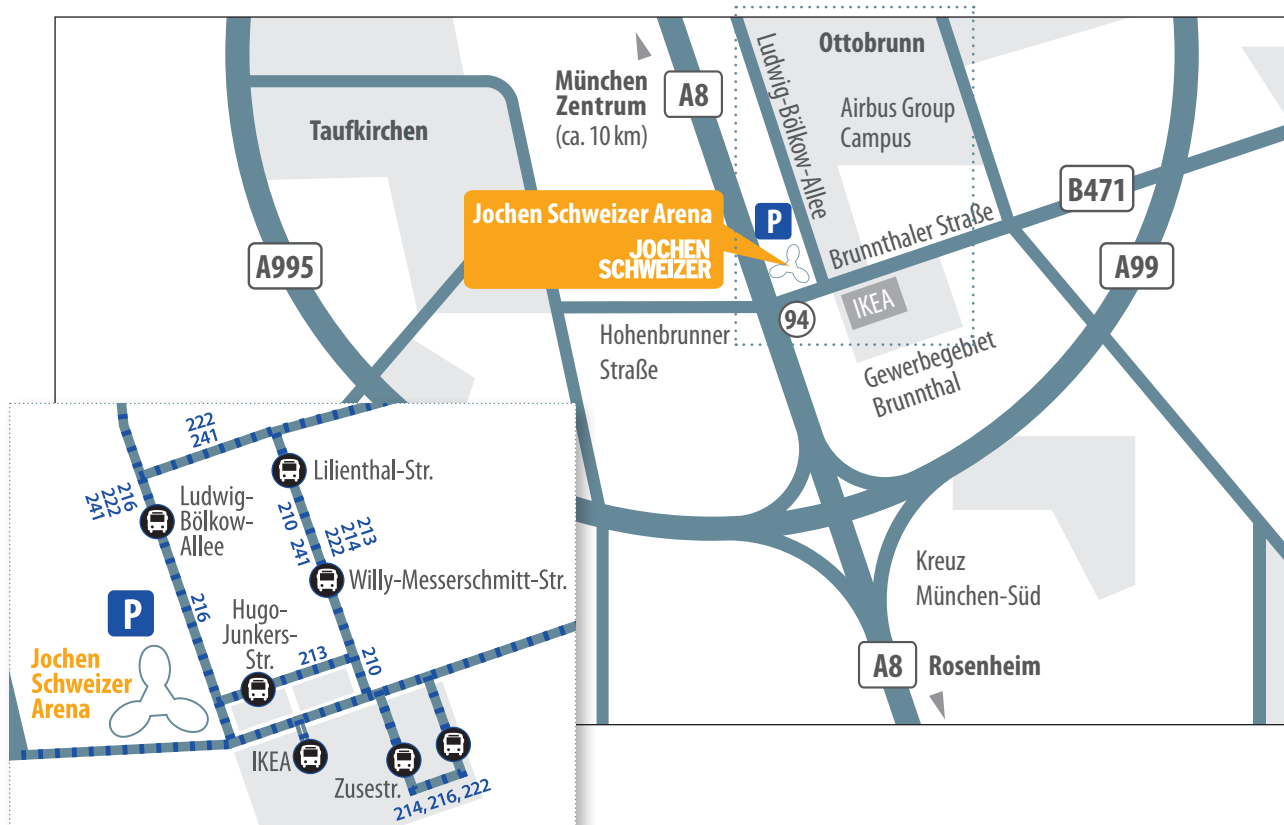 Ottobrunn
München
Zentrum
(ca. 10 km)
A8
Ludwig-Bölkow-Allee
Airbus Group
Campus
Taufkirchen
B471
Jochen Schweizer Arena
JOCHEN
SCHWEIZER
P
Brunnthaler Straße
A995
A99
IKEA
94
Hohenbrunner
Straße
Gewerbegebiet
Brunnthal
Kreuz
München-Süd
A8
Rosenheim
222
241
Lilienthal-Str.
216
222
241
Ludwig-
Bölkow-
Allee
210
241
213
214
222
Willy-Messerschmitt-Str.
P
216
Hugo-
Junkers-
Str.
213
210
Jochen
Schweizer
Arena
IKEA
Zusestr.
214, 216, 222